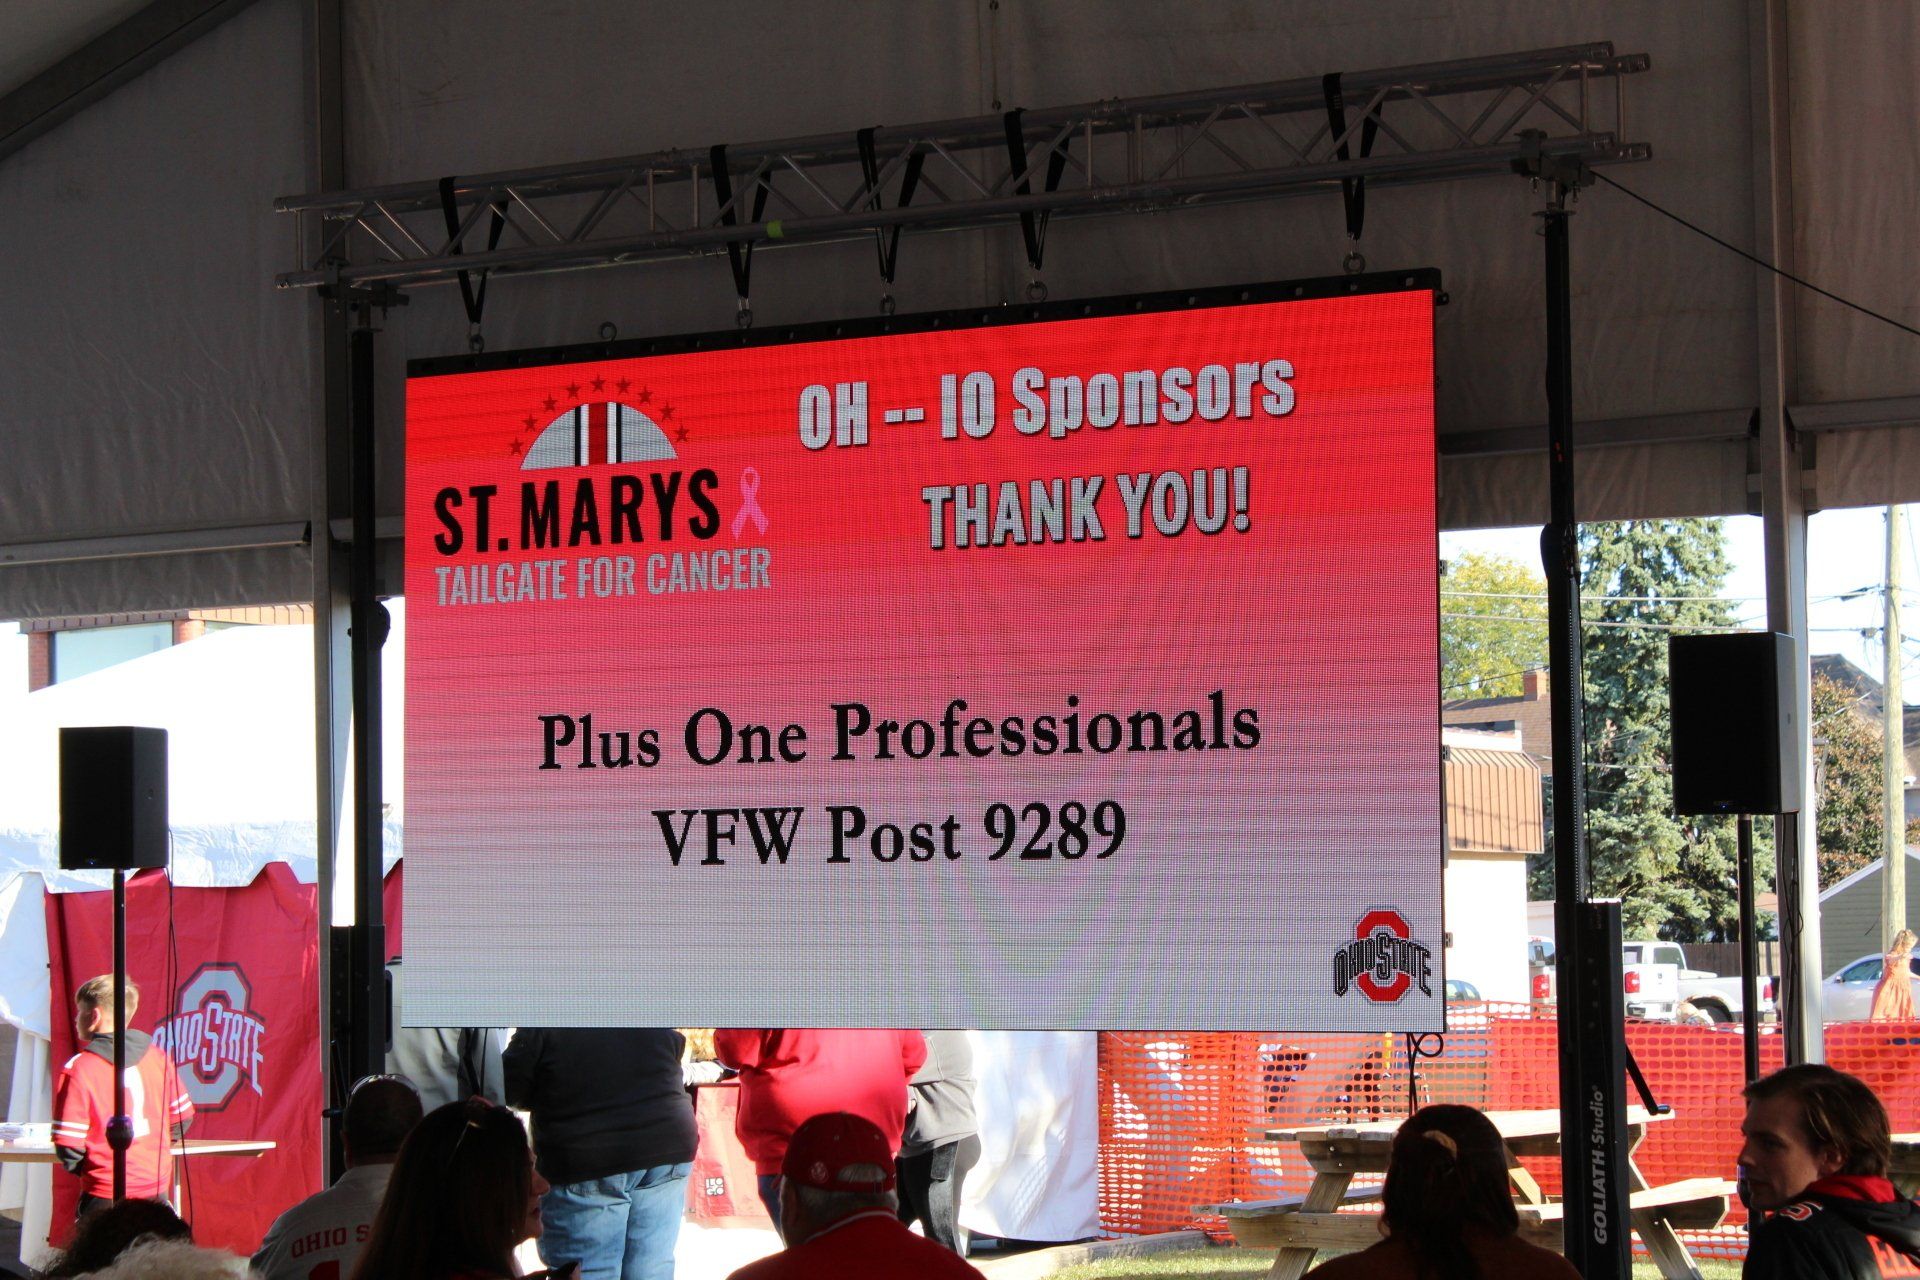 OH -- IO Sponsors
THANK YOU!
ST. MARYS
TAILGATE FOR CANCER
Plus One Professionals
VFW Post 9289
OHIO STATE
OHIO STATE
OHIO S
GOLIATH Studio